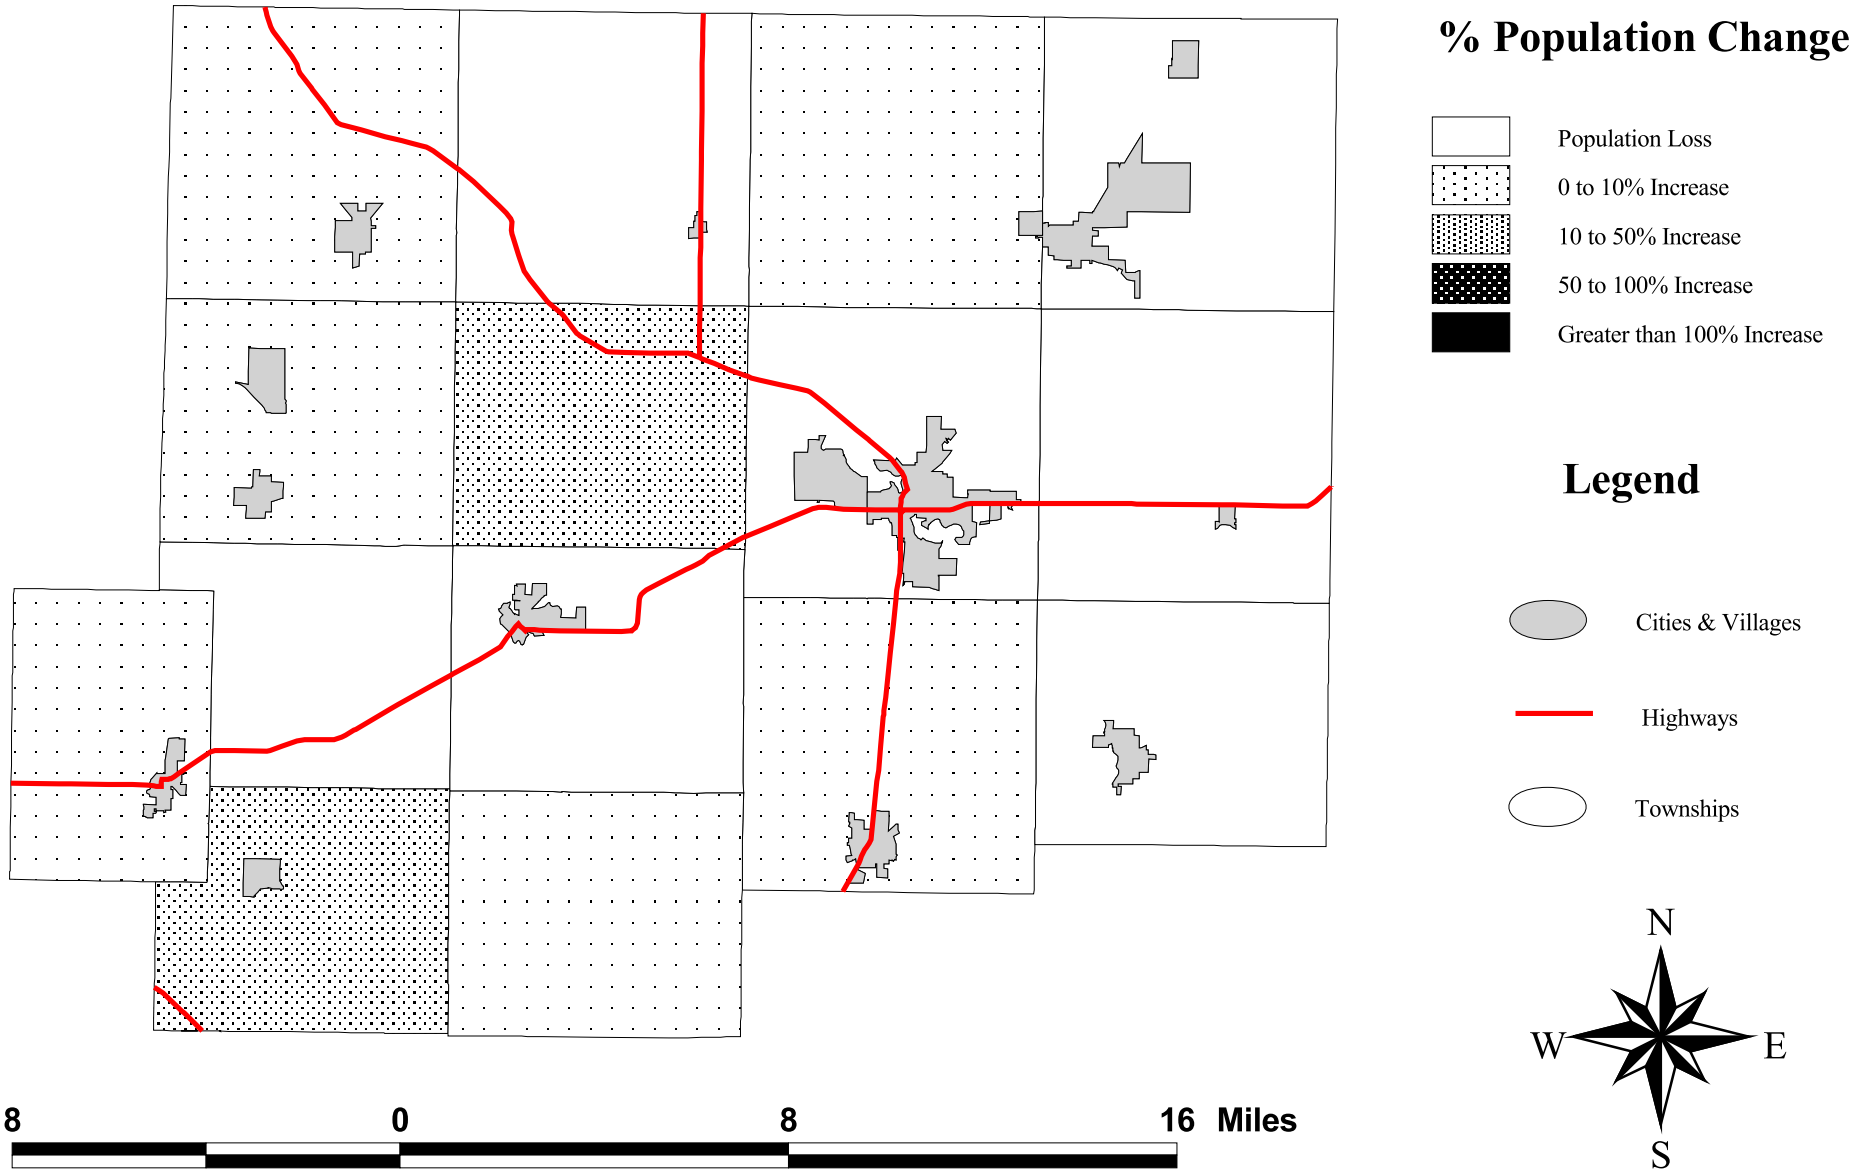 % Population Change
Population Loss
0 to 10% Increase
10 to 50% Increase
50 to 100% Increase
Greater than 100% Increase
Legend
Cities & Villages
Highways
Townships
N
W
E
S
8 0 8 16 Miles